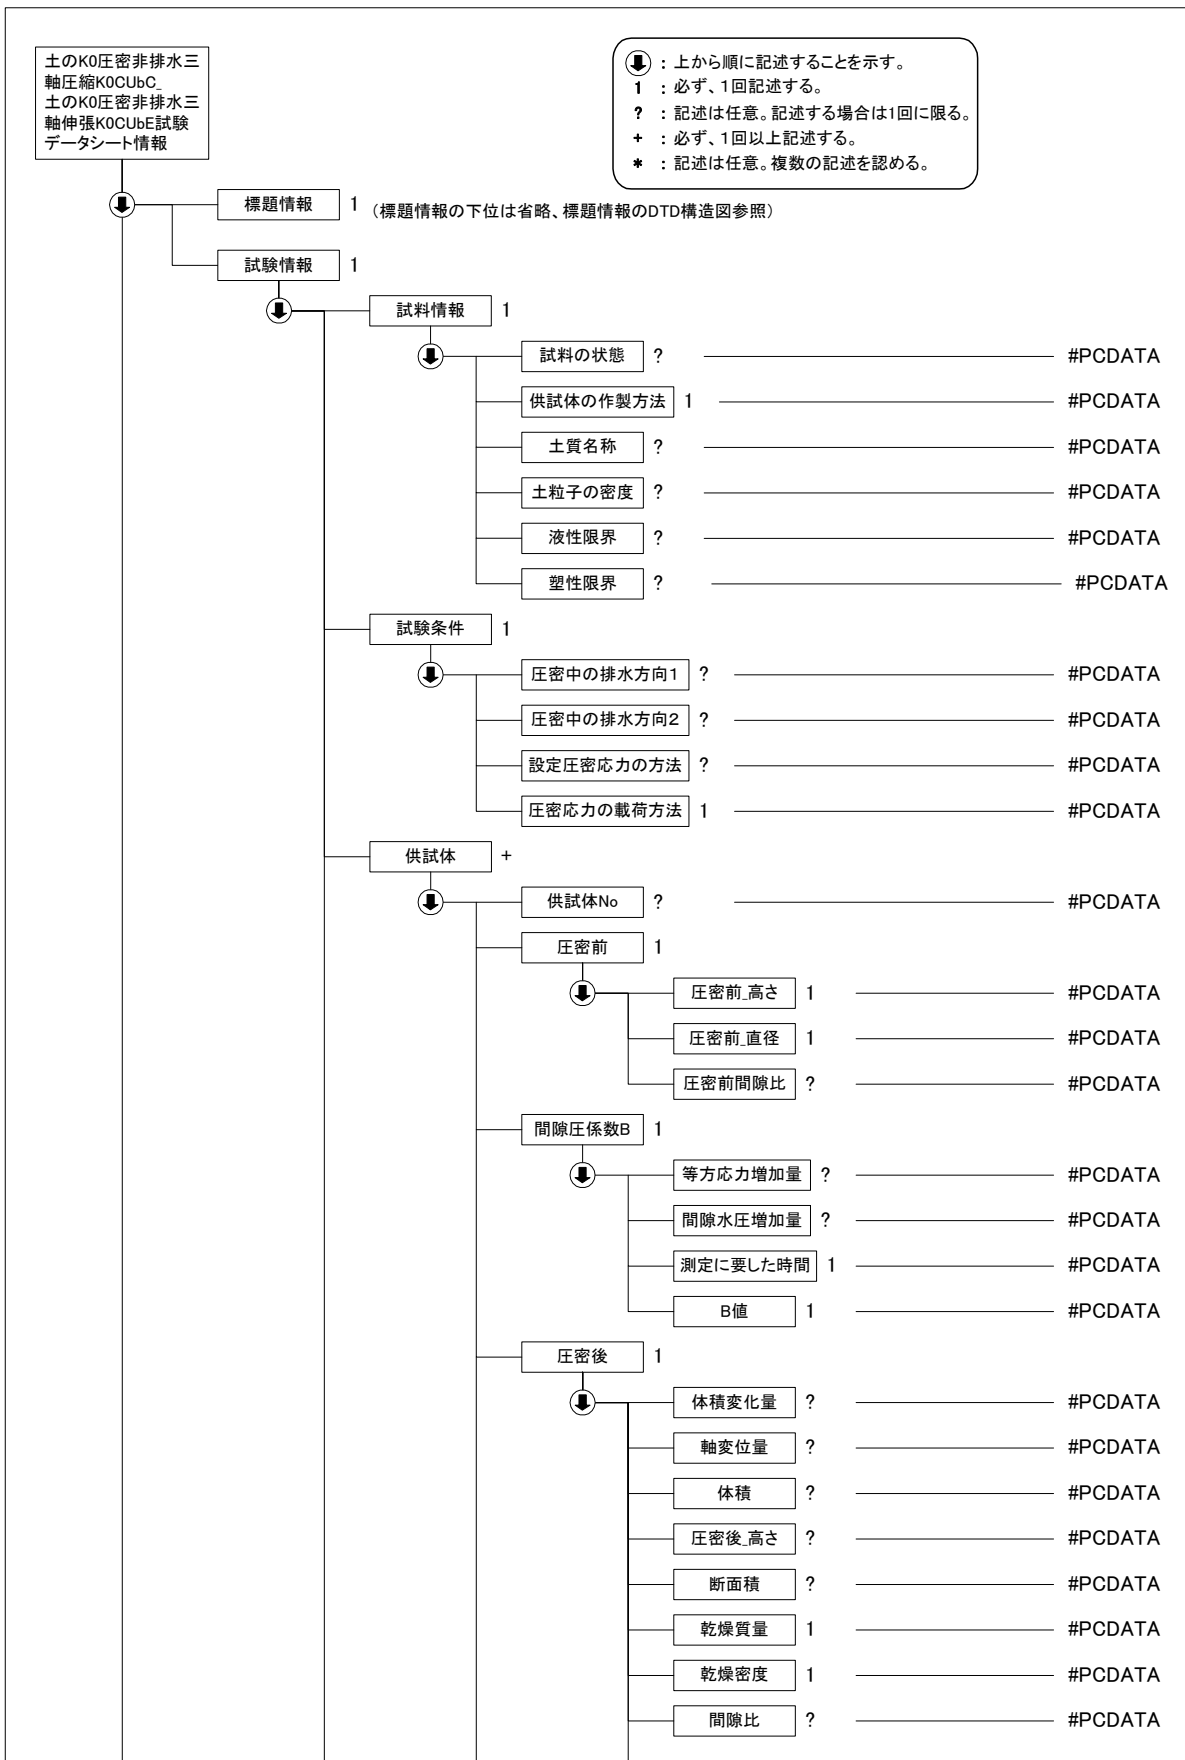 土のK0圧密非排水三
軸圧縮K0CUbC_
土のK0圧密非排水三
軸伸張K0CUbE試験
データシート情報
：上から順に記述することを示す。
1 ：必ず、1回記述する。
? ：記述は任意。記述する場合は1回に限る。
+ ：必ず、1回以上記述する。
* ：記述は任意。複数の記述を認める。
標題情報 1 （標題情報の下位は省略、標題情報のDTD構造図参照）
試験情報 1
試料情報 1
試料の状態 ? #PCDATA
供試体の作製方法 1 #PCDATA
土質名称 ? #PCDATA
土粒子の密度 ? #PCDATA
液性限界 ? #PCDATA
塑性限界 ? #PCDATA
試験条件 1
圧密中の排水方向1 ? #PCDATA
圧密中の排水方向2 ? #PCDATA
設定圧密応力の方法 ? #PCDATA
圧密応力の載荷方法 1 #PCDATA
供試体 +
供試体No ? #PCDATA
圧密前 1
圧密前_高さ 1 #PCDATA
圧密前_直径 1 #PCDATA
圧密前間隙比 ? #PCDATA
間隙圧係数B 1
等方応力増加量 ? #PCDATA
間隙水圧増加量 ? #PCDATA
測定に要した時間 1 #PCDATA
B値 1 #PCDATA
圧密後 1
体積変化量 ? #PCDATA
軸変位量 ? #PCDATA
体積 ? #PCDATA
圧密後_高さ ? #PCDATA
断面積 ? #PCDATA
乾燥質量 1 #PCDATA
乾燥密度 1 #PCDATA
間隙比 ? #PCDATA